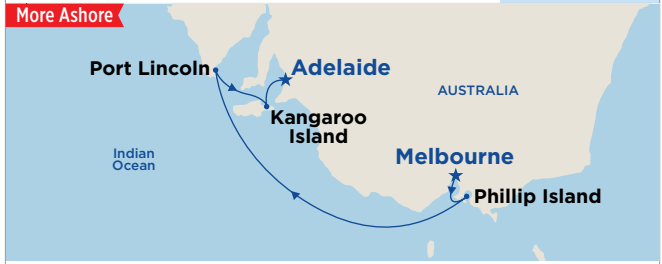 More Ashore
Port Lincoln
Adelaide
AUSTRALIA
Kangaroo
Island
Indian
Ocean
Melbourne
Phillip Island